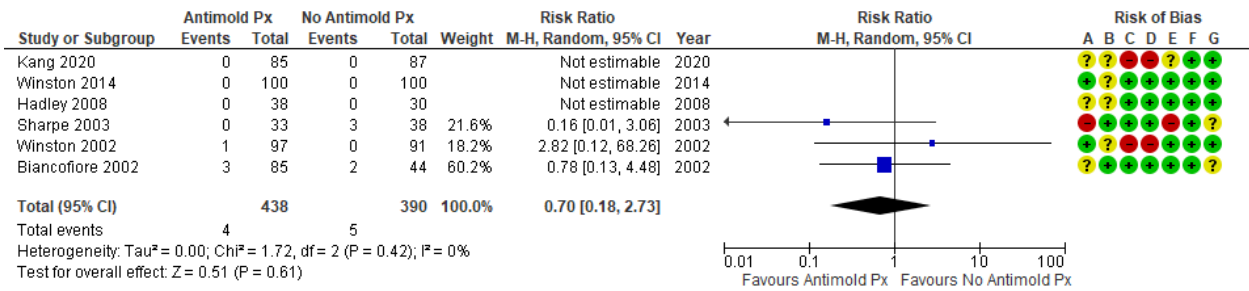 Antimold Px No Antimold Px Risk Ratio Risk Ratio Risk of Bias
Study or Subgroup Events Total Events Total Weight M-H, Random, 95% CI Year M-H, Random, 95% CI A B C D E F G
Kang 2020 0 85 0 87 Not estimable 2020 ? ? - - ? + +
Winston 2014 0 100 0 100 Not estimable 2014 + ? + + + + +
Hadley 2008 0 38 0 30 Not estimable 2008 ? ? + + + + +
Sharpe 2003 0 33 3 38 21.6% 0.16 [0.01, 3.06] 2003 - + + + - + ?
Winston 2002 1 97 0 91 18.2% 2.82 [0.12, 68.26] 2002 + ? - - + + +
Biancofiore 2002 3 85 2 44 60.2% 0.78 [0.13, 4.48] 2002 ? + + + + + ?
Total (95% CI) 438 390 100.0% 0.70 [0.18, 2.73]
Total events 4 5
Heterogeneity: Tau² = 0.00; Chi² = 1.72, df = 2 (P = 0.42); I² = 0%
Test for overall effect: Z = 0.51 (P = 0.61)
0.01 0.1 1 10 100
Favours Antimold Px Favours No Antimold Px